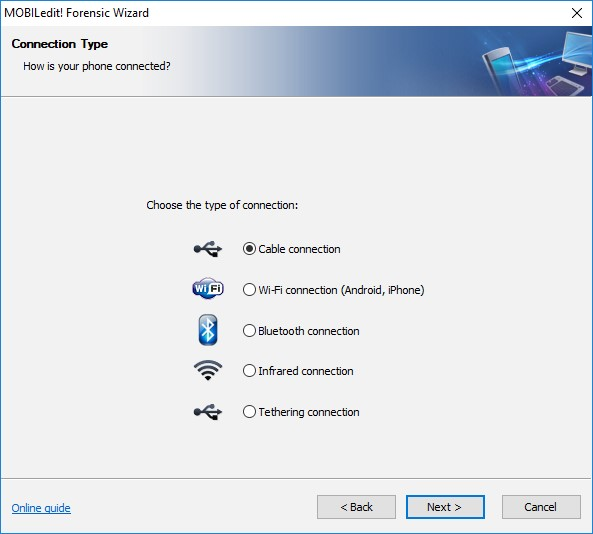 MOBILedit! Forensic Wizard
Connection Type
How is your phone connected?
Choose the type of connection:
Cable connection
WiFi Wi-Fi connection (Android, iPhone)
Bluetooth connection
Infrared connection
Tethering connection
Online guide
< Back
Next >
Cancel